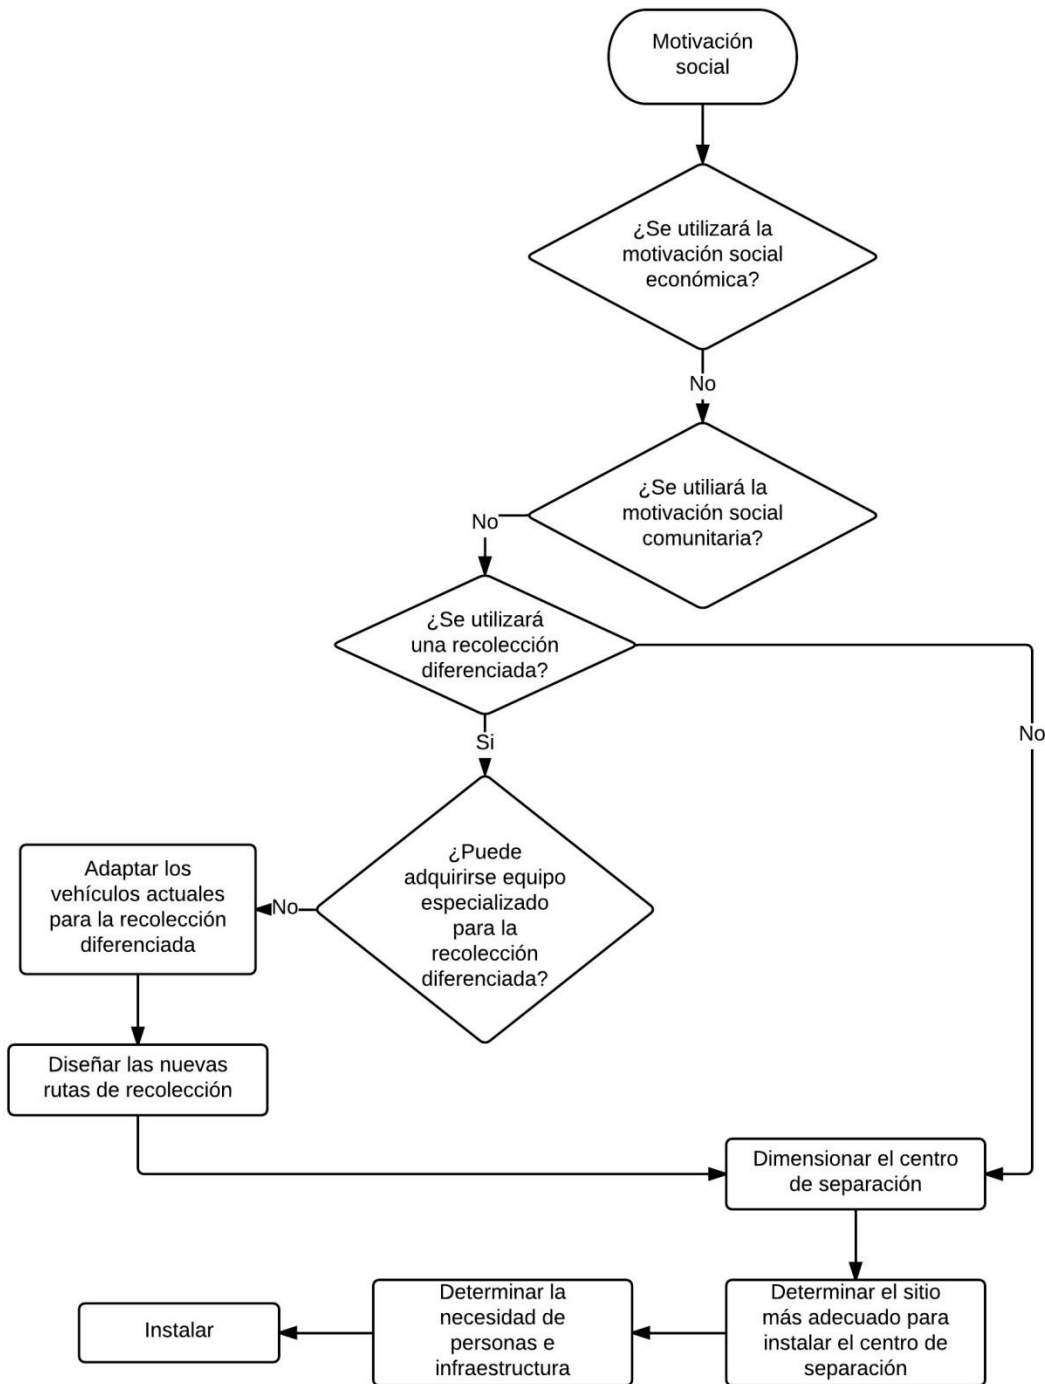 Motivación
social
¿Se utilizará la
motivación social
económica?
No
¿Se utiliará la
motivación social
comunitaria?
No
¿Se utilizará
una recolección
diferenciada?
No
Si
¿Puede
adquirirse equipo
especializado
para la
recolección
diferenciada?
No
Adaptar los
vehículos actuales
para la recolección
diferenciada
Diseñar las nuevas
rutas de recolección
Dimensionar el centro
de separación
Determinar el sitio
más adecuado para
instalar el centro de
separación
Determinar la
necesidad de
personas e
infraestructura
Instalar